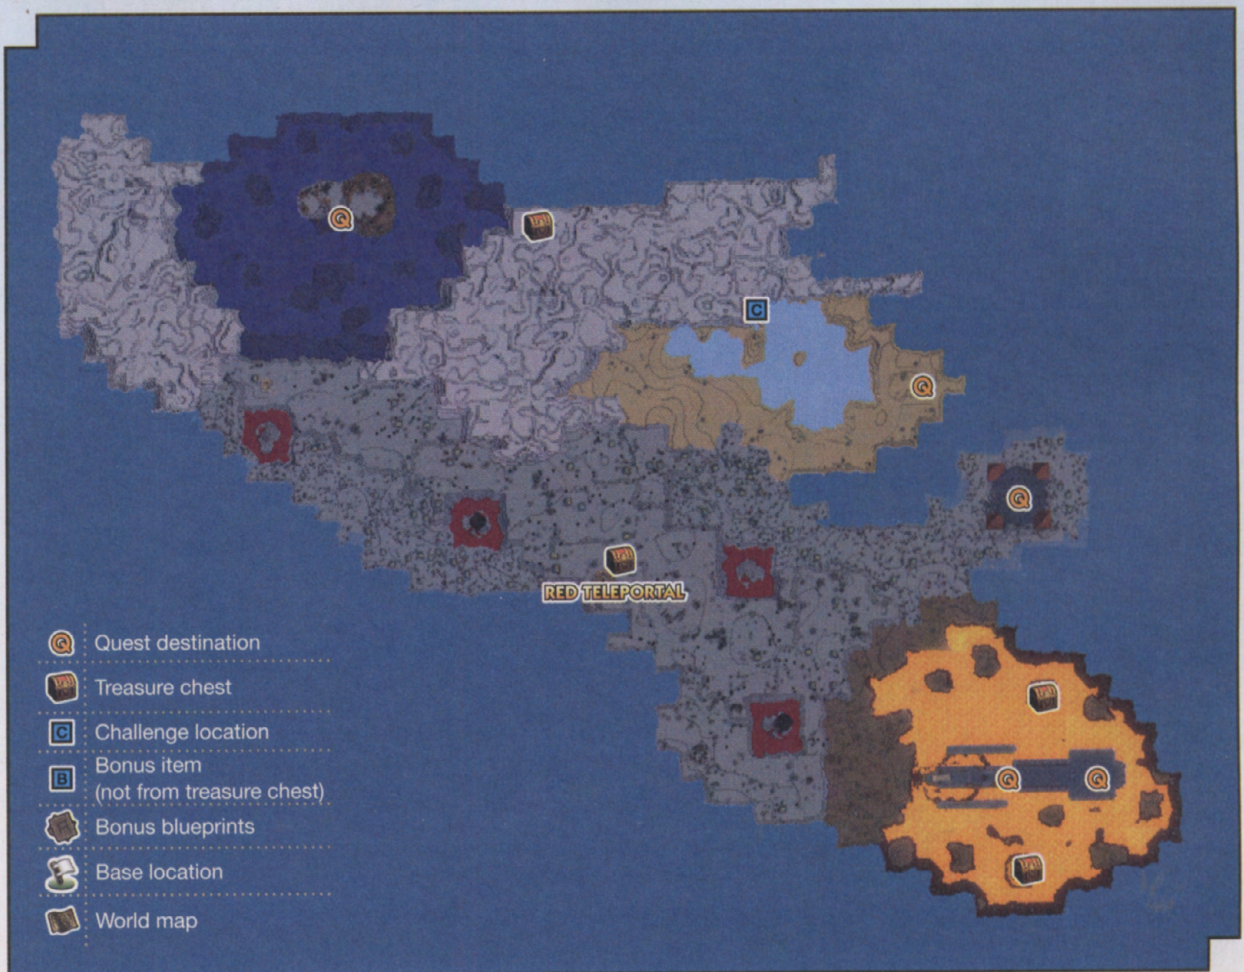 Q
C
Q
Q
RED TELEPORTAL
Q Quest destination
Treasure chest
C Challenge location
B Bonus item
(not from treasure chest)
Bonus blueprints
Base location
World map
Q
Q